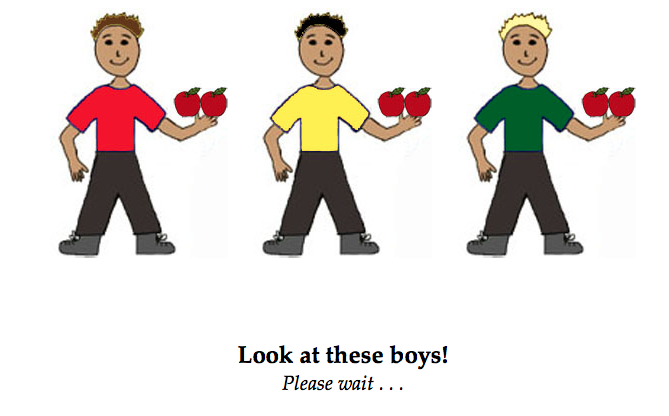 Look at these boys!
Please wait . . .